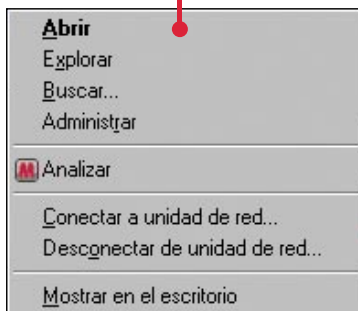 Abrir
Explorar
Buscar...
Administrar
Analizar
Conectar a unidad de red...
Desconectar de unidad de red...
Mostrar en el escritorio